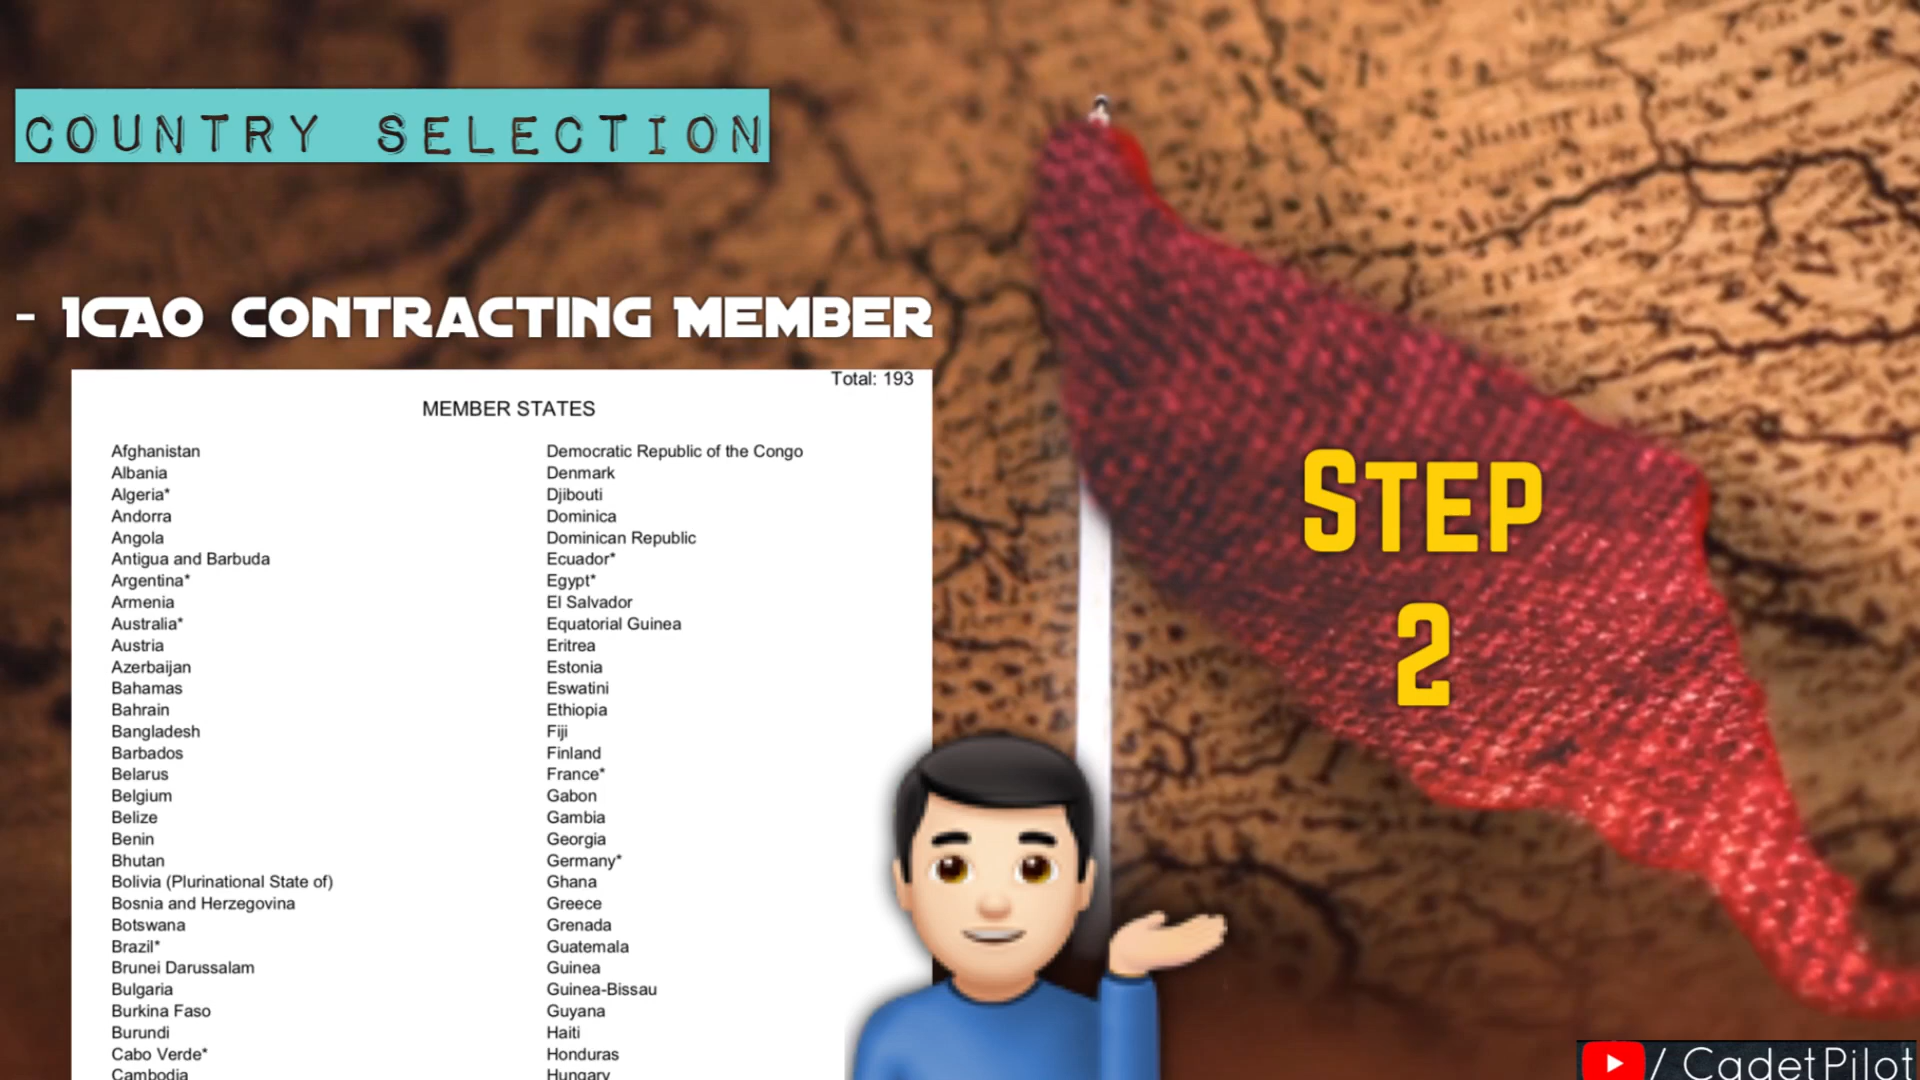 COUNTRY SELECTION
- ICAO CONTRACTING MEMBER
Total: 193
MEMBER STATES
Afghanistan
Albania
Algeria*
Andorra
Angola
Antigua and Barbuda
Argentina*
Armenia
Australia*
Austria
Azerbaijan
Bahamas
Bahrain
Bangladesh
Barbados
Belarus
Belgium
Belize
Benin
Bhutan
Bolivia (Plurinational State of)
Bosnia and Herzegovina
Botswana
Brazil*
Brunei Darussalam
Bulgaria
Burkina Faso
Burundi
Cabo Verde*
Cambodia
Democratic Republic of the Congo
Denmark
Djibouti
Dominica
Dominican Republic
Ecuador*
Egypt*
El Salvador
Equatorial Guinea
Eritrea
Estonia
Eswatini
Ethiopia
Fiji
Finland
France*
Gabon
Gambia
Georgia
Germany*
Ghana
Greece
Grenada
Guatemala
Guinea
Guinea-Bissau
Guyana
Haiti
Honduras
Hungary
STEP
2
/ CadetPilot